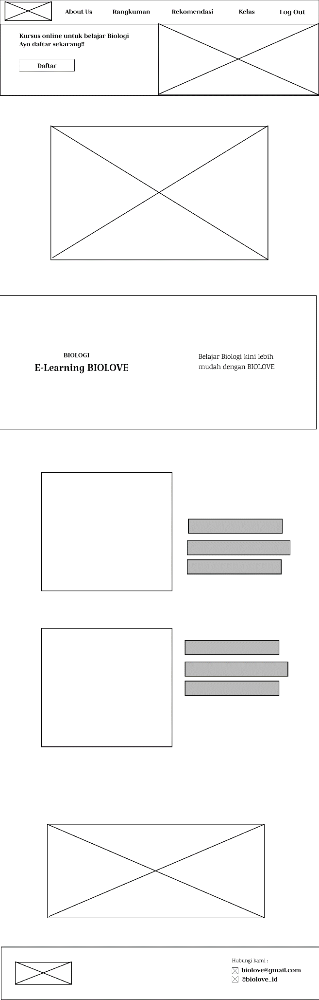 About Us Rangkuman Rekomendasi Kelas Log Out
Kursus online untuk belajar Biologi
Ayo daftar sekarang!!
Daftar
BIOLOGI
E-Learning BIOLOVE
Belajar Biologi kini lebih
mudah dengan BIOLOVE
Hubungi kami :
biolove@gmail.com
@biolove_id